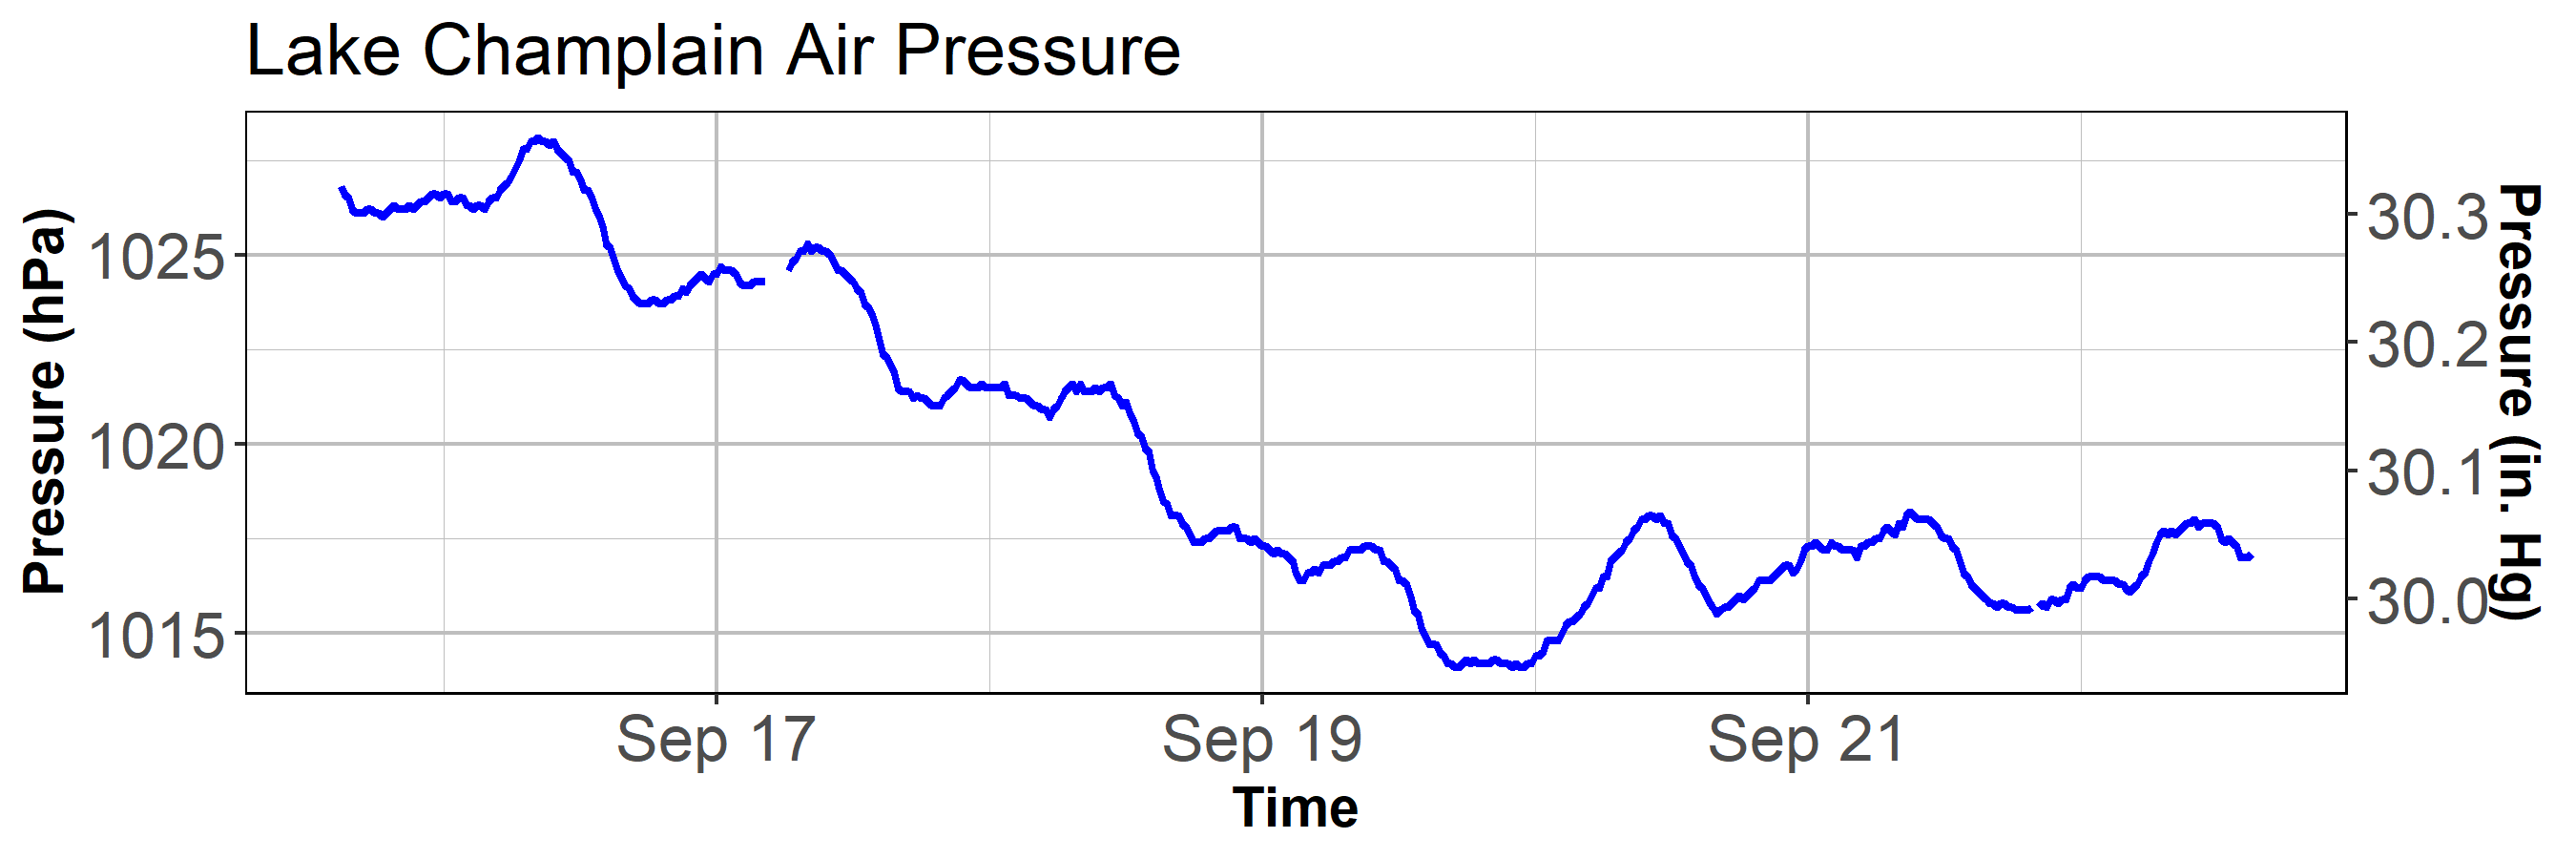 Lake Champlain Air Pressure
Pressure (hPa)
1025
1020
1015
30.3
30.2
30.1
30.0
Pressure (in. Hg)
Sep 17
Sep 19
Sep 21
Time